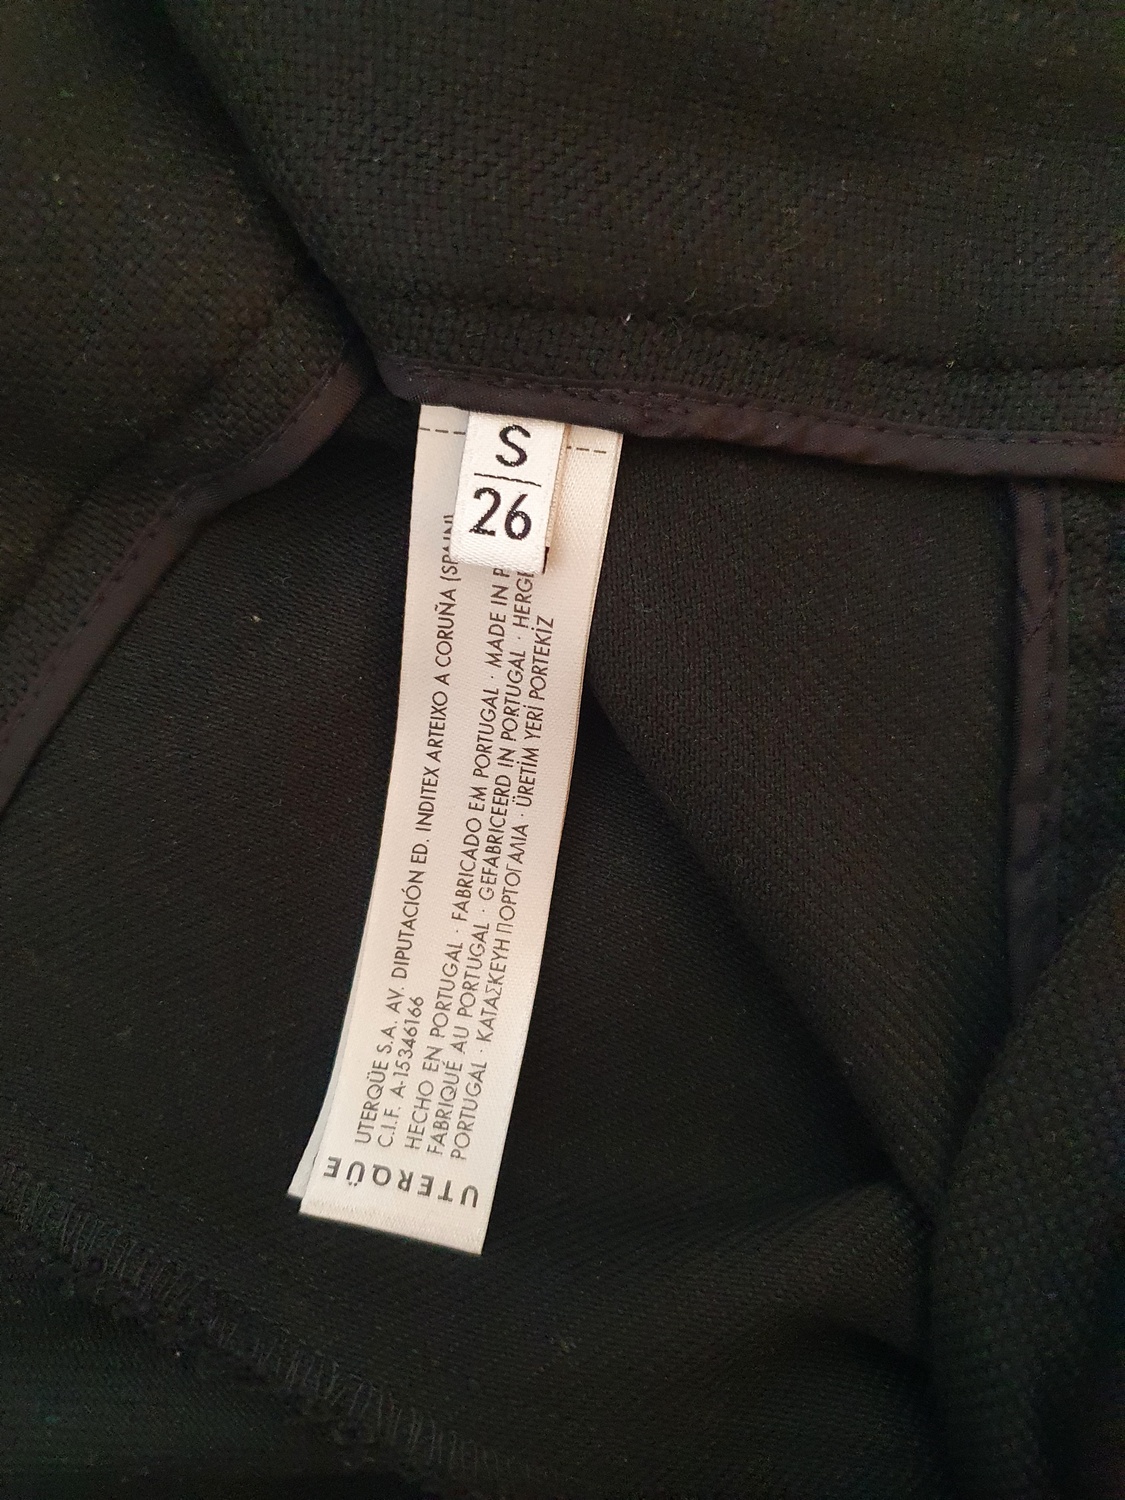 S
26
UTERQÜE S.A. AV. DIPUTACIÓN ED. INDITEX ARTEIXO A CORUÑA (SPAIN)
C.I.F. A-15346166
HECHO EN PORTUGAL · FABRICADO EM PORTUGAL · MADE IN
FABRIQUÉ AU PORTUGAL · GEFABRICEERD IN PORTUGAL ·
PORTUGAL · ΚΑΤΑΣΚΕΥΗ ΠΟΡΤΟΓΑΛΙΑ · ÜRETİM YERİ PORTEKİZ
UTERQÜE